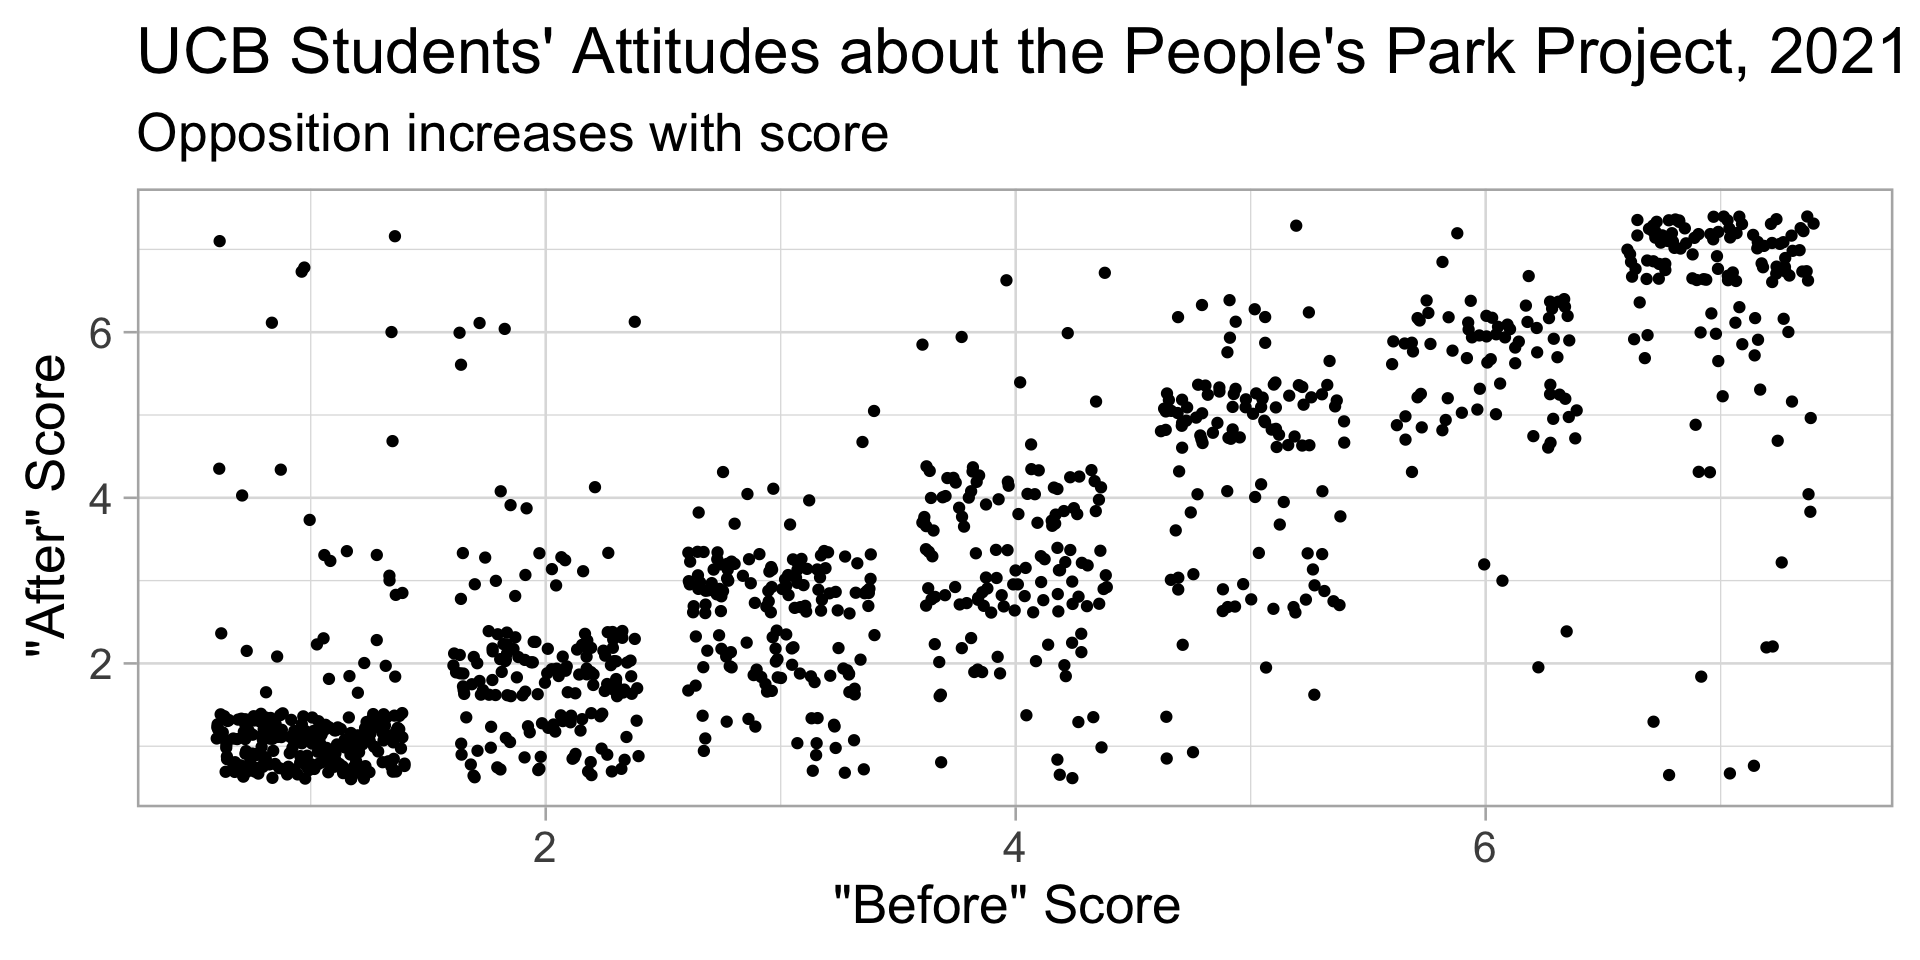 UCB Students' Attitudes about the People's Park Project, 2021
Opposition increases with score
"After" Score
6
4
2
2 4 6
"Before" Score